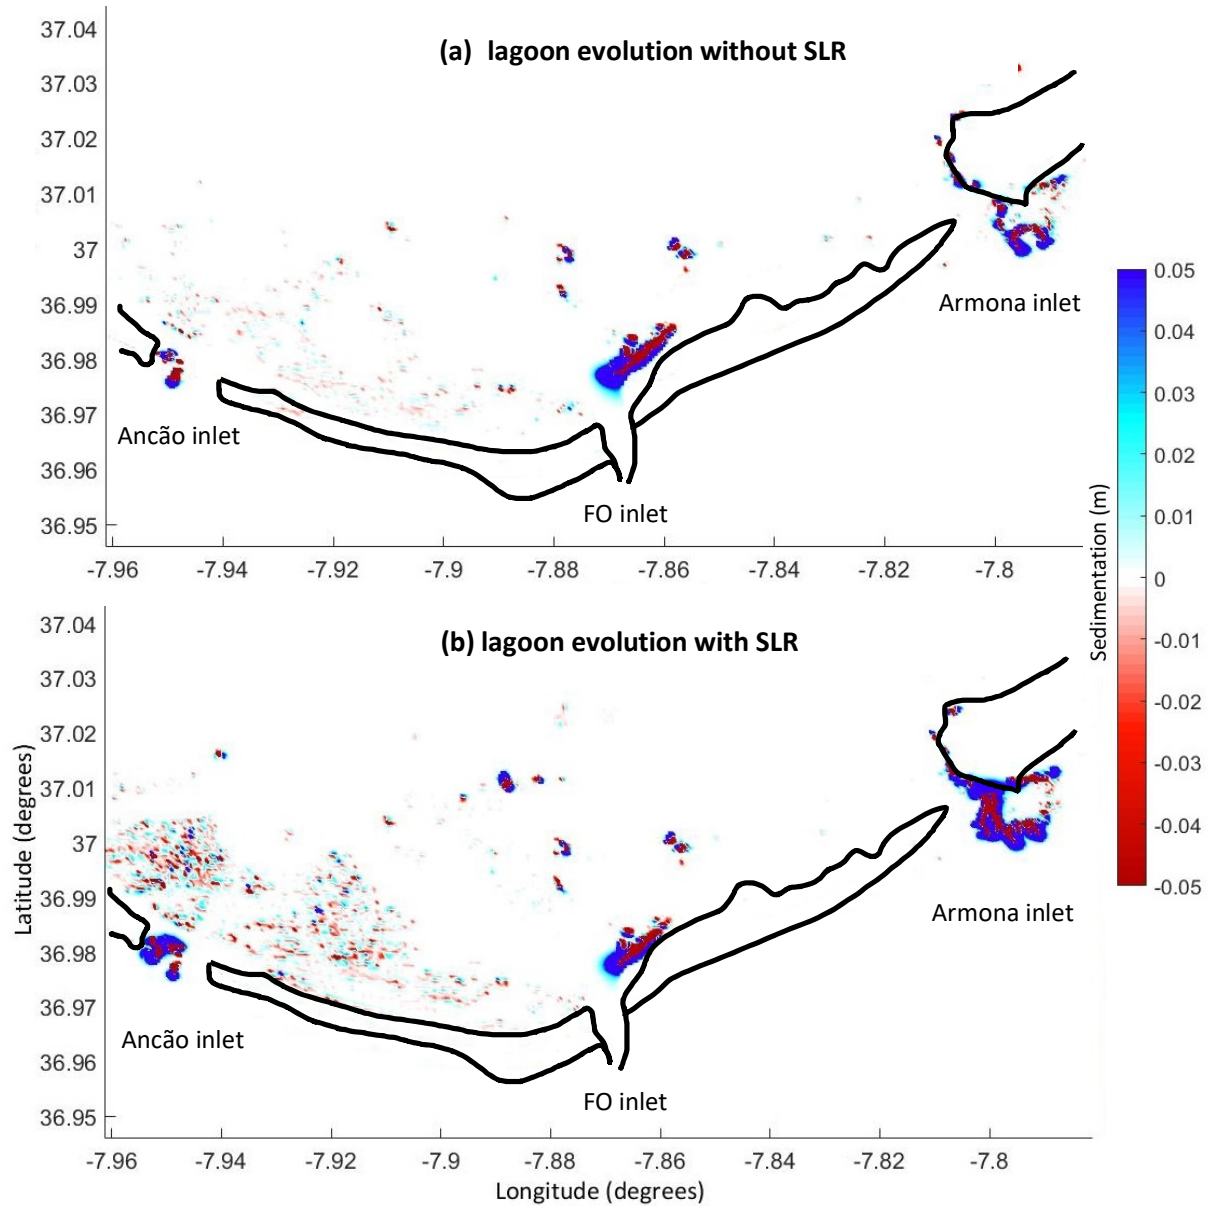 (a) lagoon evolution without SLR
37.04
37.03
37.02
37.01
37
36.99
36.98
36.97
36.96
36.95
Ancão inlet
FO inlet
Armona inlet
-7.96 -7.94 -7.92 -7.9 -7.88 -7.86 -7.84 -7.82 -7.8
0.05
0.04
0.03
0.02
0.01
0
-0.01
-0.02
-0.03
-0.04
-0.05
Sedimentation (m)
(b) lagoon evolution with SLR
37.04
37.03
37.02
37.01
37
36.99
36.98
36.97
36.96
36.95
Latitude (degrees)
Ancão inlet
FO inlet
Armona inlet
-7.96 -7.94 -7.92 -7.9 -7.88 -7.86 -7.84 -7.82 -7.8
Longitude (degrees)